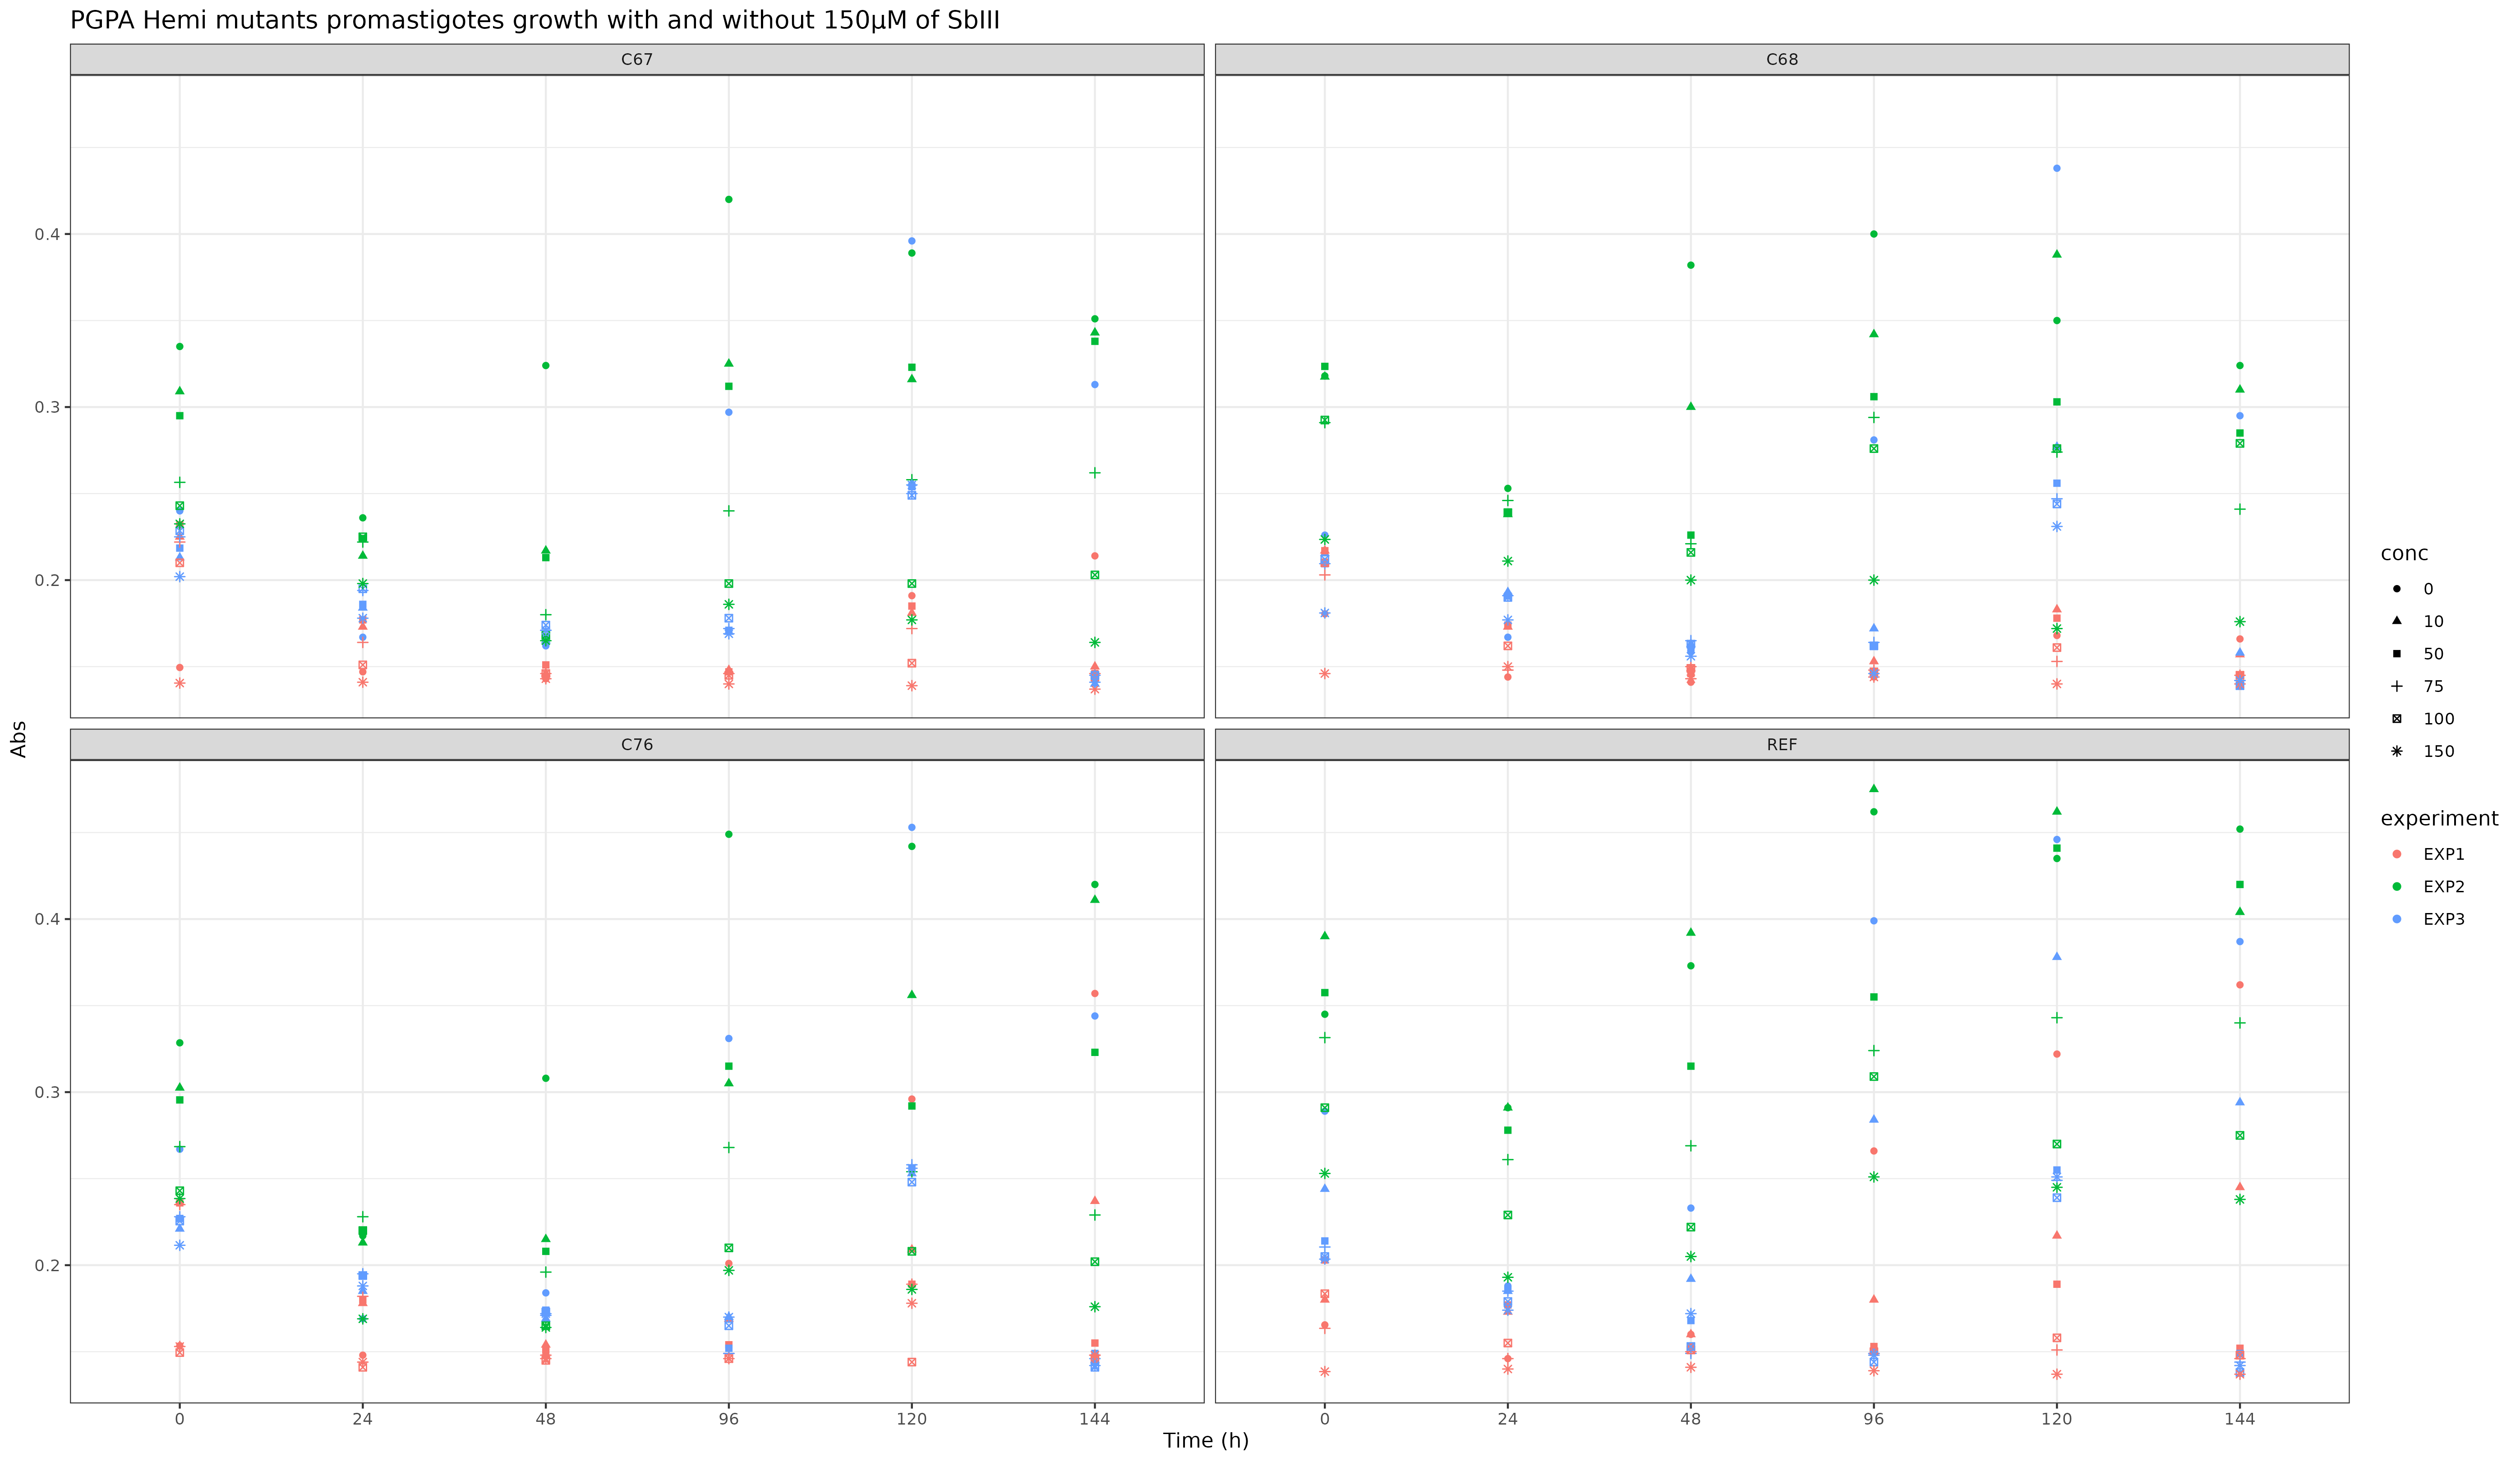 PGPA Hemi mutants promastigotes growth with and without 150μM of SbIII
C67
C68
0.4
0.3
0.2
Abs
C76
REF
0.4
0.3
0.2
0 24 48 96 120 144
0 24 48 96 120 144
Time (h)
conc
0
10
50
75
100
150
experiment
EXP1
EXP2
EXP3